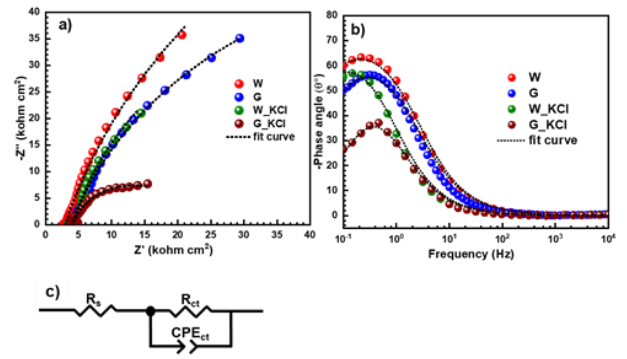 a)
40
35
30
25
20
15
10
5
0
-Z'' (kohm cm²)
0 5 10 15 20 25 30 35 40
Z' (kohm cm²)
W
G
W_KCl
G_KCl
fit curve
b)
70
60
50
40
30
20
10
0
-Phase angle (θ°)
10⁻¹ 10⁰ 10¹ 10² 10³ 10⁴
Frequency (Hz)
W
G
W_KCl
G_KCl
fit curve
c)
Rs Rct
CPEct